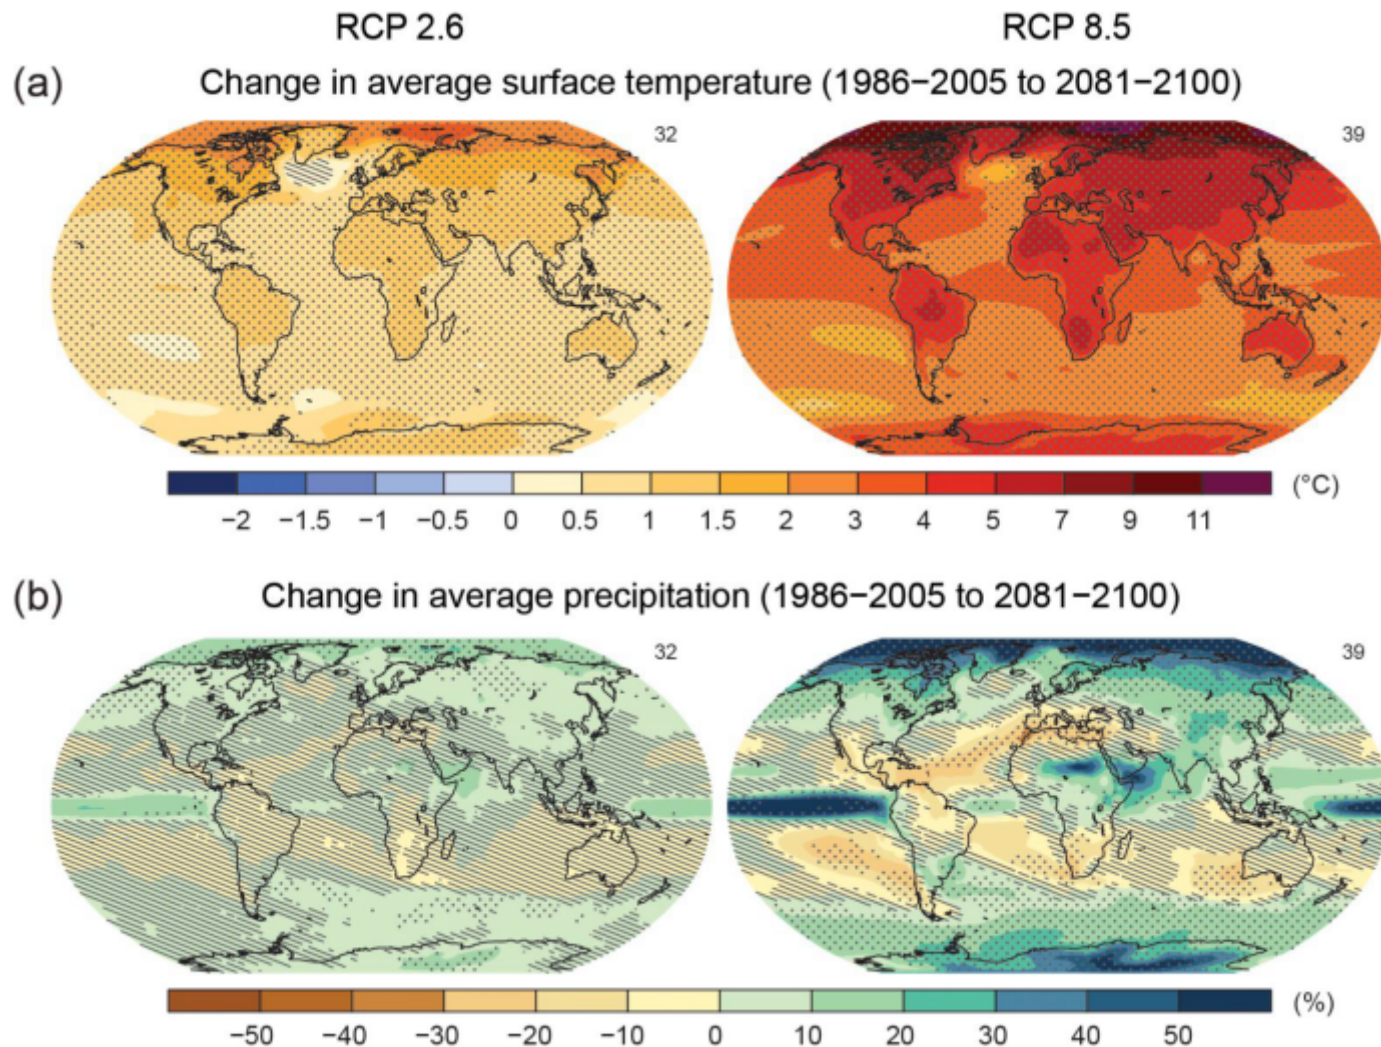 RCP 2.6 RCP 8.5
(a) Change in average surface temperature (1986−2005 to 2081−2100)
32 39
−2 −1.5 −1 −0.5 0 0.5 1 1.5 2 3 4 5 7 9 11 (°C)
(b) Change in average precipitation (1986−2005 to 2081−2100)
32 39
−50 −40 −30 −20 −10 0 10 20 30 40 50 (%)